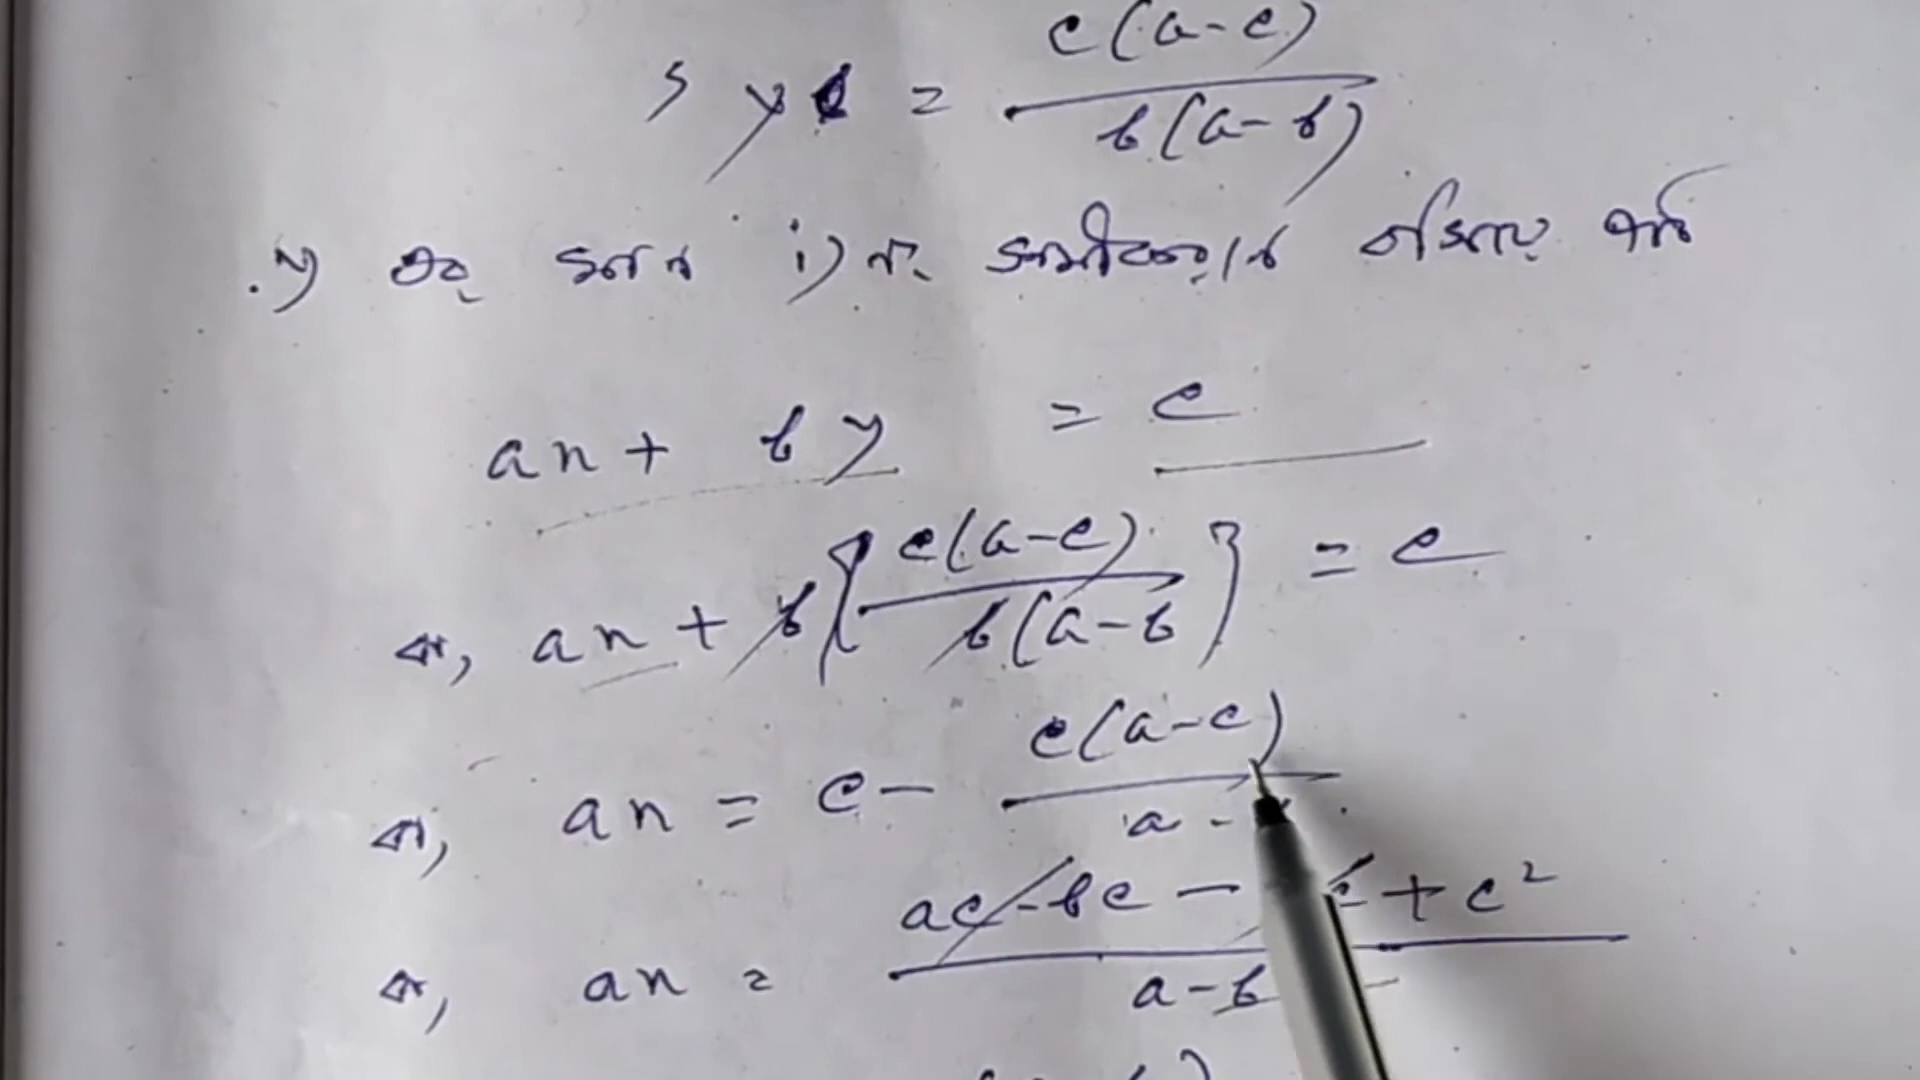 y = c(a-c) / b(a-b)
y এর মান i) নং সমীকরণে বসিয়ে পাই
ax + by = c
বা, ax + b{c(a-c) / b(a-b} = c
বা, ax = c - c(a-c) / a -
বা, ax = ac-bc - c + c² / a-b